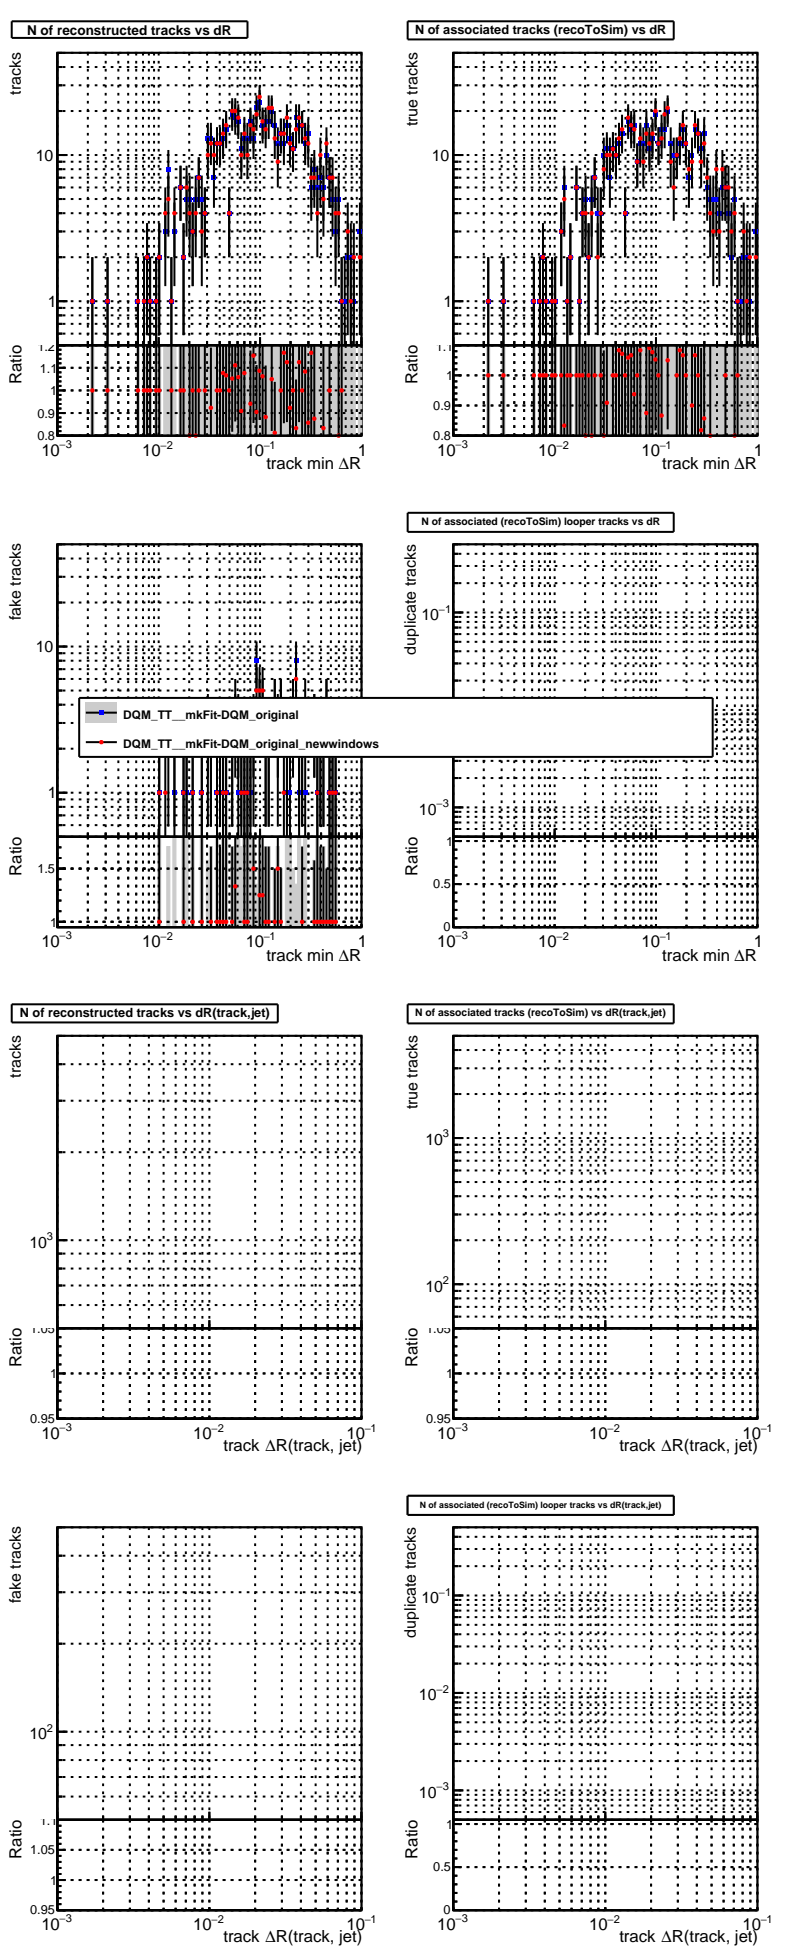 N of reconstructed tracks vs dR
N of associated tracks (recoToSim) vs dR
tracks
10
1
Ratio
1.2
1.1
1
0.9
0.8
10⁻³
10⁻²
10⁻¹
1
track min ΔR
true tracks
10
1
Ratio
1.1
1
0.9
0.8
10⁻³
10⁻²
10⁻¹
1
track min ΔR
N of associated (recoToSim) looper tracks vs dR
fake tracks
10
1
Ratio
1.5
1
10⁻³
10⁻²
10⁻¹
1
track min ΔR
duplicate tracks
10⁻¹
10⁻³
Ratio
1
0.5
0
10⁻³
10⁻²
10⁻¹
1
track min ΔR
DQM_TT__mkFit-DQM_original
DQM_TT__mkFit-DQM_original_newwindows
N of reconstructed tracks vs dR(track,jet)
N of associated tracks (recoToSim) vs dR(track,jet)
tracks
10³
Ratio
1.05
1
0.95
10⁻³
10⁻²
10⁻¹
track ΔR(track, jet)
true tracks
10³
10²
Ratio
1.05
1
0.95
10⁻³
10⁻²
10⁻¹
track ΔR(track, jet)
N of associated (recoToSim) looper tracks vs dR(track,jet)
fake tracks
10²
Ratio
1.1
1.05
1
0.95
10⁻³
10⁻²
10⁻¹
track ΔR(track, jet)
duplicate tracks
10⁻¹
10⁻²
10⁻³
Ratio
1
0.5
0
10⁻³
10⁻²
10⁻¹
track ΔR(track, jet)